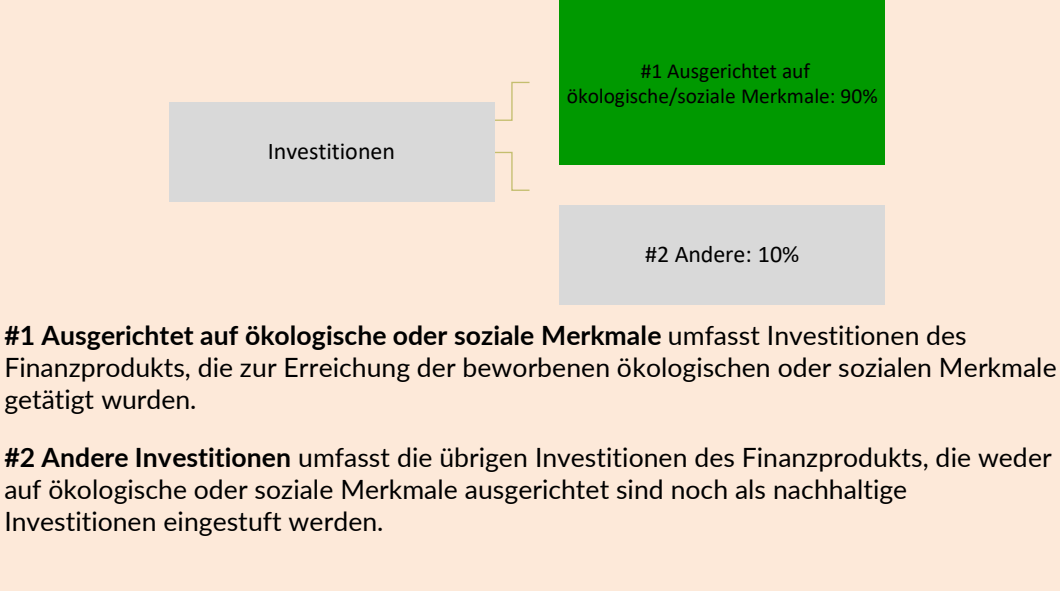 #1 Ausgerichtet auf
ökologische/soziale Merkmale: 90%
Investitionen
#2 Andere: 10%
#1 Ausgerichtet auf ökologische oder soziale Merkmale umfasst Investitionen des
Finanzprodukts, die zur Erreichung der beworbenen ökologischen oder sozialen Merkmale
getätigt wurden.
#2 Andere Investitionen umfasst die übrigen Investitionen des Finanzprodukts, die weder
auf ökologische oder soziale Merkmale ausgerichtet sind noch als nachhaltige
Investitionen eingestuft werden.